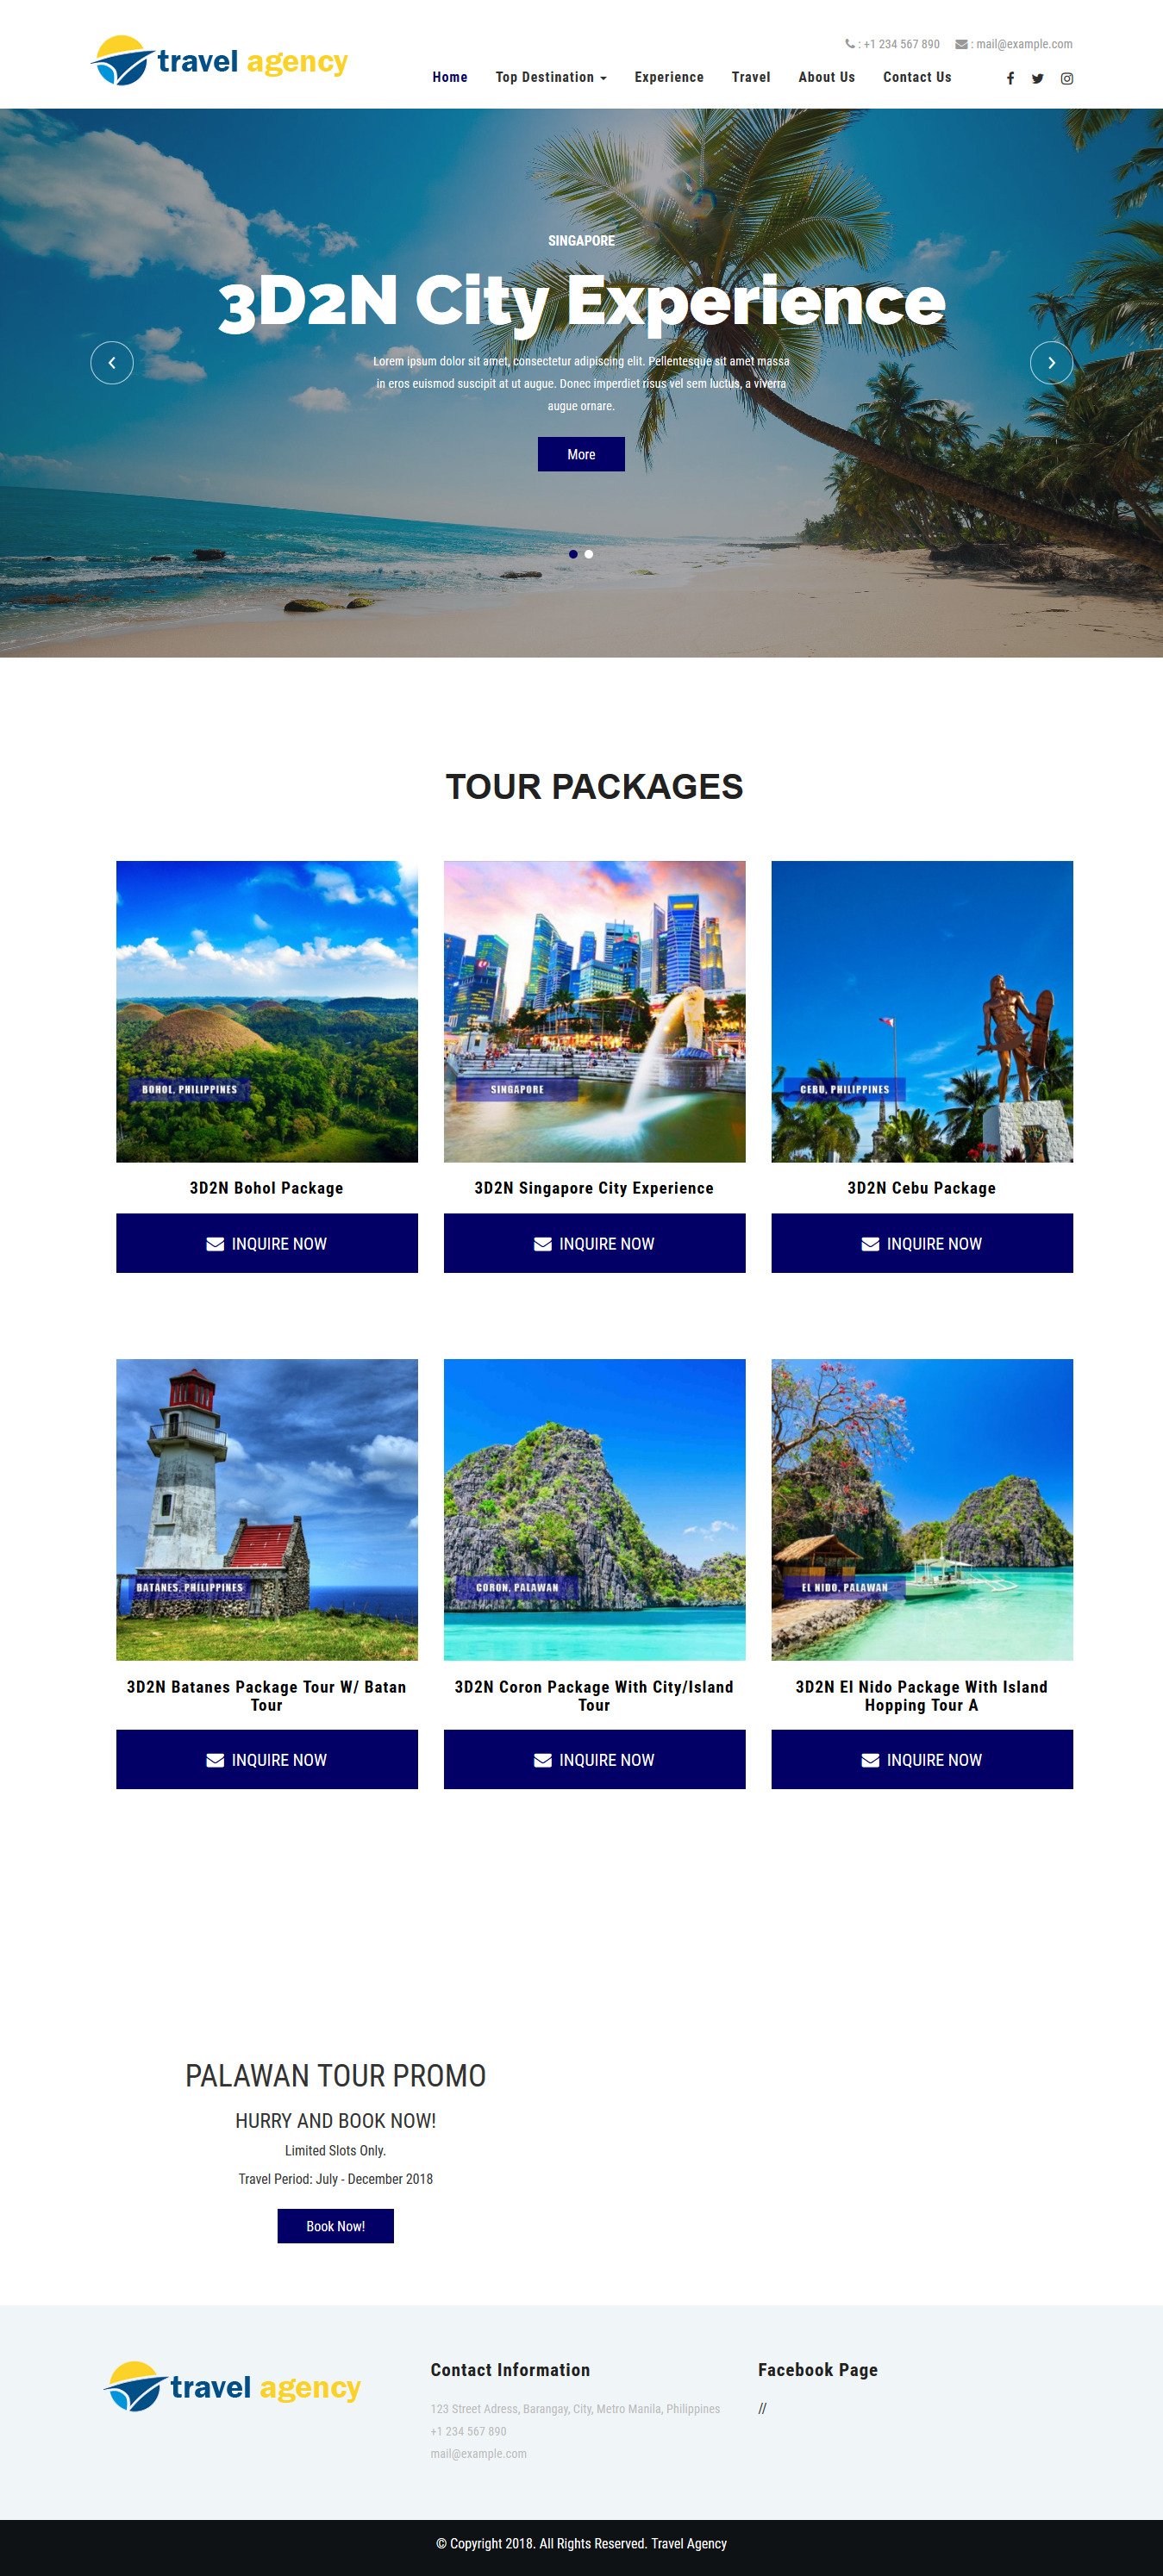 travel agency
: +1 234 567 890 : mail@example.com
Home Top Destination Experience Travel About Us Contact Us
SINGAPORE
3D2N City Experience
Lorem ipsum dolor sit amet, consectetur adipiscing elit. Pellentesque sit amet massa
in eros euismod suscipit at ut augue. Donec imperdiet risus vel sem luctus, a viverra
augue ornare.
More
TOUR PACKAGES
BOHOL, PHILIPPINES
SINGAPORE
CEBU, PHILIPPINES
3D2N Bohol Package
3D2N Singapore City Experience
3D2N Cebu Package
INQUIRE NOW
INQUIRE NOW
INQUIRE NOW
BATANES, PHILIPPINES
CORON, PALAWAN
EL NIDO, PALAWAN
3D2N Batanes Package Tour W/ Batan
Tour
3D2N Coron Package With City/Island
Tour
3D2N El Nido Package With Island
Hopping Tour A
INQUIRE NOW
INQUIRE NOW
INQUIRE NOW
PALAWAN TOUR PROMO
HURRY AND BOOK NOW!
Limited Slots Only.
Travel Period: July - December 2018
Book Now!
travel agency
Contact Information
123 Street Adress, Barangay, City, Metro Manila, Philippines
+1 234 567 890
mail@example.com
Facebook Page
//
© Copyright 2018. All Rights Reserved. Travel Agency